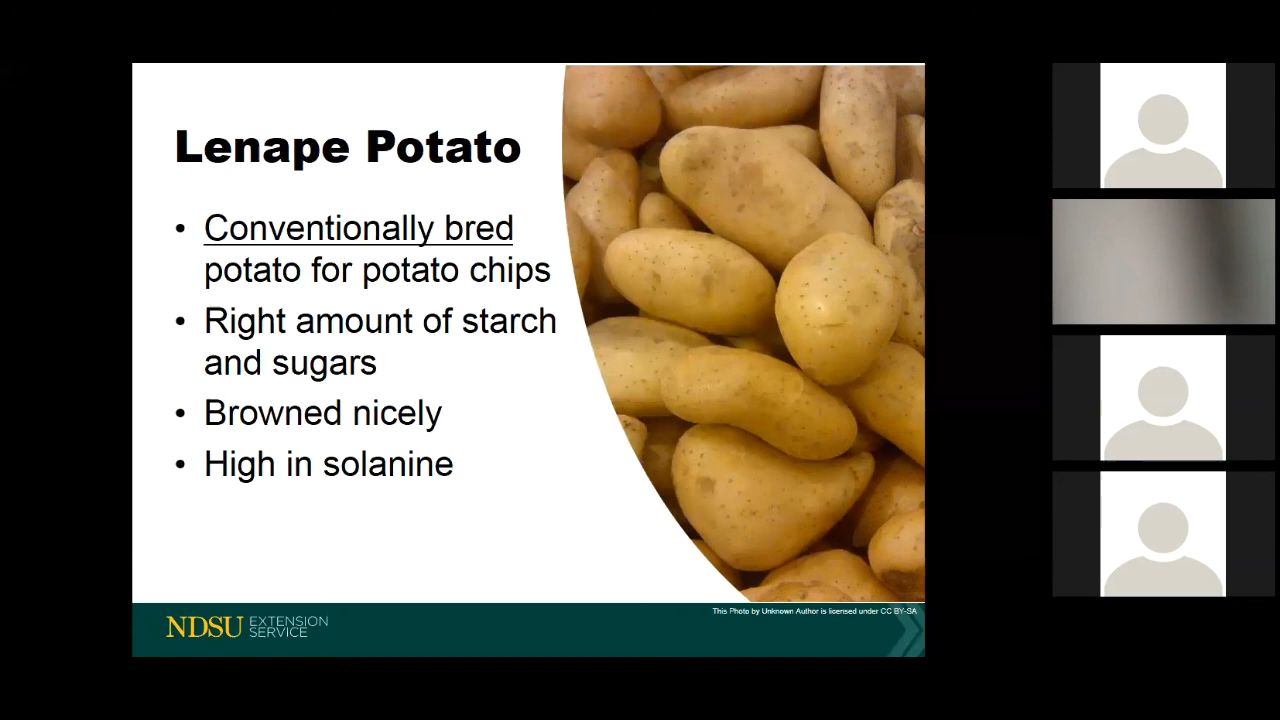 Lenape Potato
• Conventionally bred
potato for potato chips
• Right amount of starch
and sugars
• Browned nicely
• High in solanine
This Photo by Unknown Author is licensed under CC BY-SA
NDSU EXTENSION
SERVICE